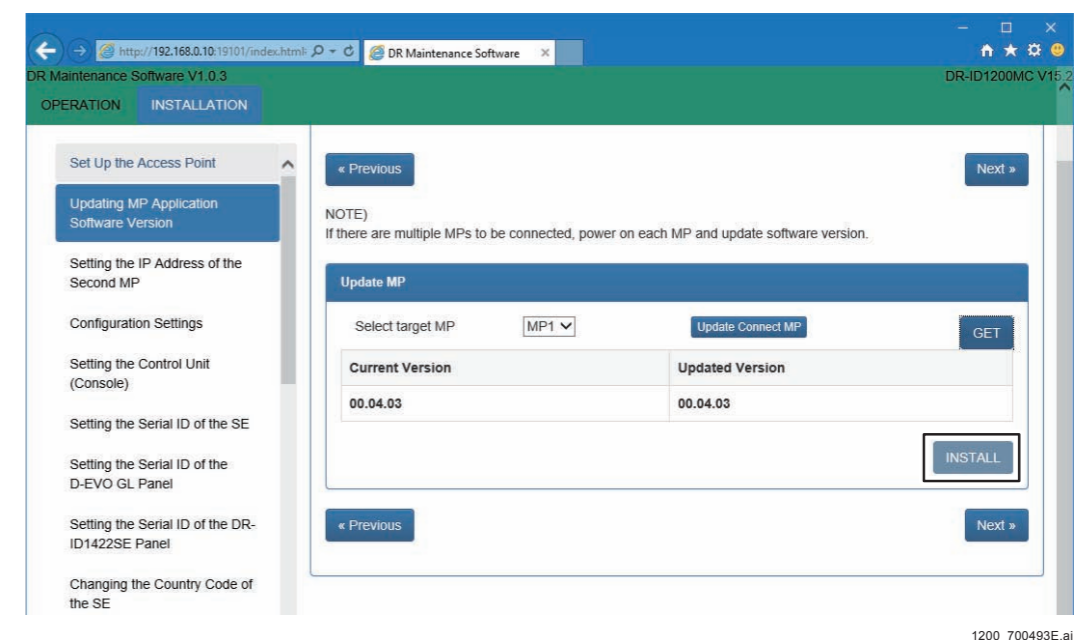 http://192.168.0.10:19101/index.html
DR Maintenance Software
DR Maintenance Software V1.0.3
DR-ID1200MC V15.2
OPERATION
INSTALLATION
Set Up the Access Point
Updating MP Application
Software Version
Setting the IP Address of the
Second MP
Configuration Settings
Setting the Control Unit
(Console)
Setting the Serial ID of the SE
Setting the Serial ID of the
D-EVO GL Panel
Setting the Serial ID of the DR-
ID1422SE Panel
Changing the Country Code of
the SE
« Previous
Next »
NOTE)
If there are multiple MPs to be connected, power on each MP and update software version.
Update MP
Select target MP
MP1
Update Connect MP
GET
Current Version
Updated Version
00.04.03
00.04.03
INSTALL
« Previous
Next »
1200_700493E.ai